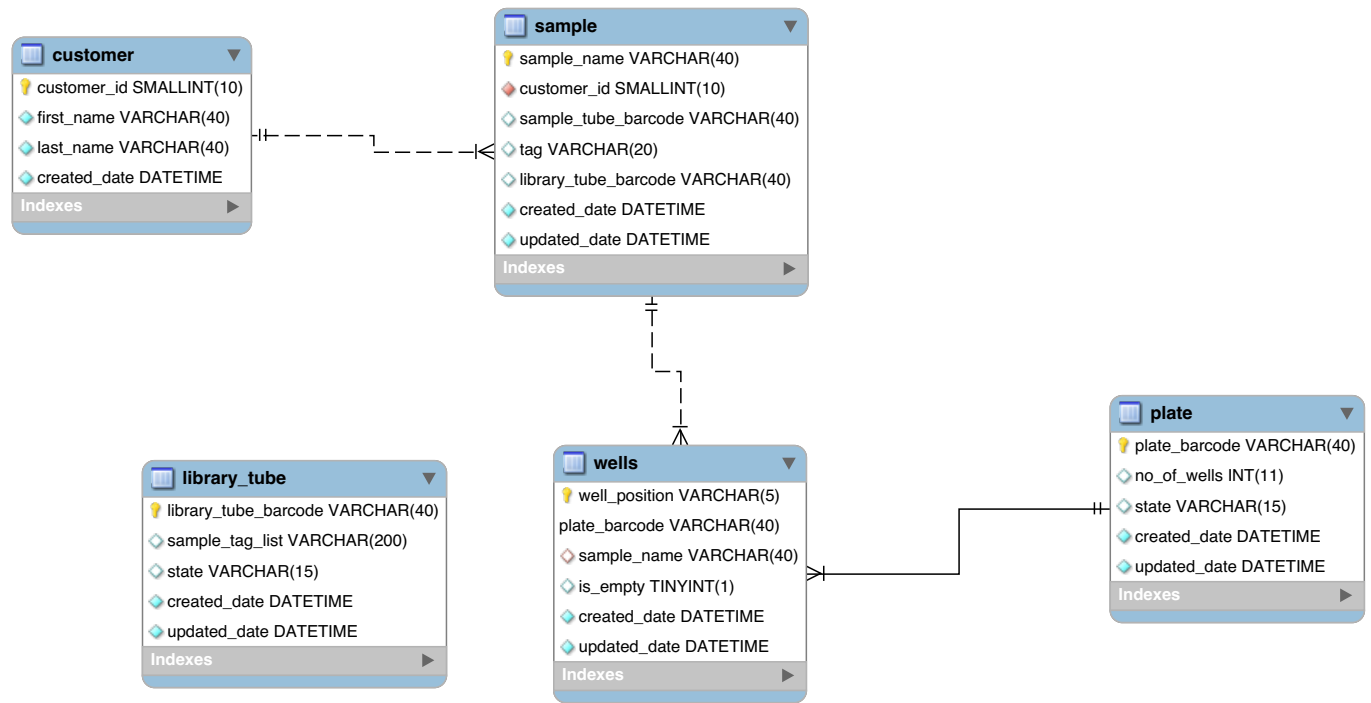 customer
customer_id SMALLINT(10)
first_name VARCHAR(40)
last_name VARCHAR(40)
created_date DATETIME
Indexes
sample
sample_name VARCHAR(40)
customer_id SMALLINT(10)
sample_tube_barcode VARCHAR(40)
tag VARCHAR(20)
library_tube_barcode VARCHAR(40)
created_date DATETIME
updated_date DATETIME
Indexes
library_tube
library_tube_barcode VARCHAR(40)
sample_tag_list VARCHAR(200)
state VARCHAR(15)
created_date DATETIME
updated_date DATETIME
Indexes
wells
well_position VARCHAR(5)
plate_barcode VARCHAR(40)
sample_name VARCHAR(40)
is_empty TINYINT(1)
created_date DATETIME
updated_date DATETIME
Indexes
plate
plate_barcode VARCHAR(40)
no_of_wells INT(11)
state VARCHAR(15)
created_date DATETIME
updated_date DATETIME
Indexes